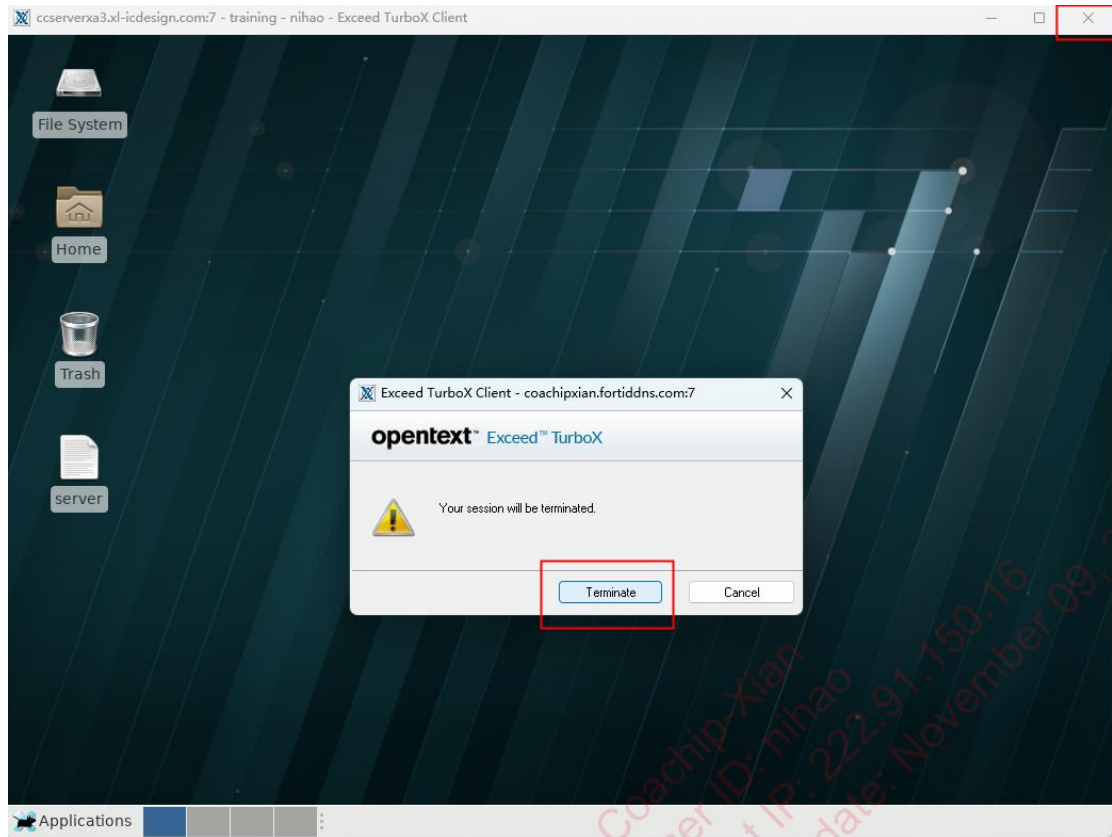 ccserverxa3.xl-icdesign.com:7 - training - nihao - Exceed TurboX Client
File System
Home
Trash
server
Exceed TurboX Client - coachipxian.fortiddns.com:7
opentext™ Exceed™ TurboX
Your session will be terminated.
Terminate
Cancel
Coachip-Xian
er ID: nihao
t IP: 222.91.150.16
date: November 09,
Applications